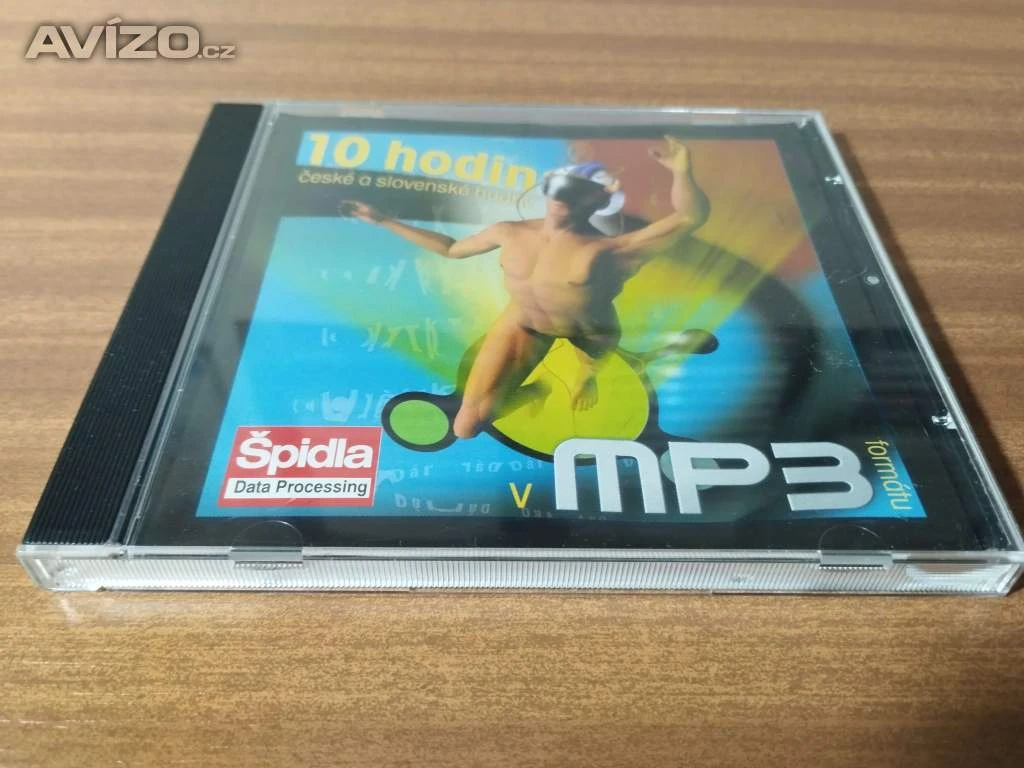 AVÍZO.cz
10 hodin
české a slovenské hudby
Špidla
Data Processing
v MP3 formátu